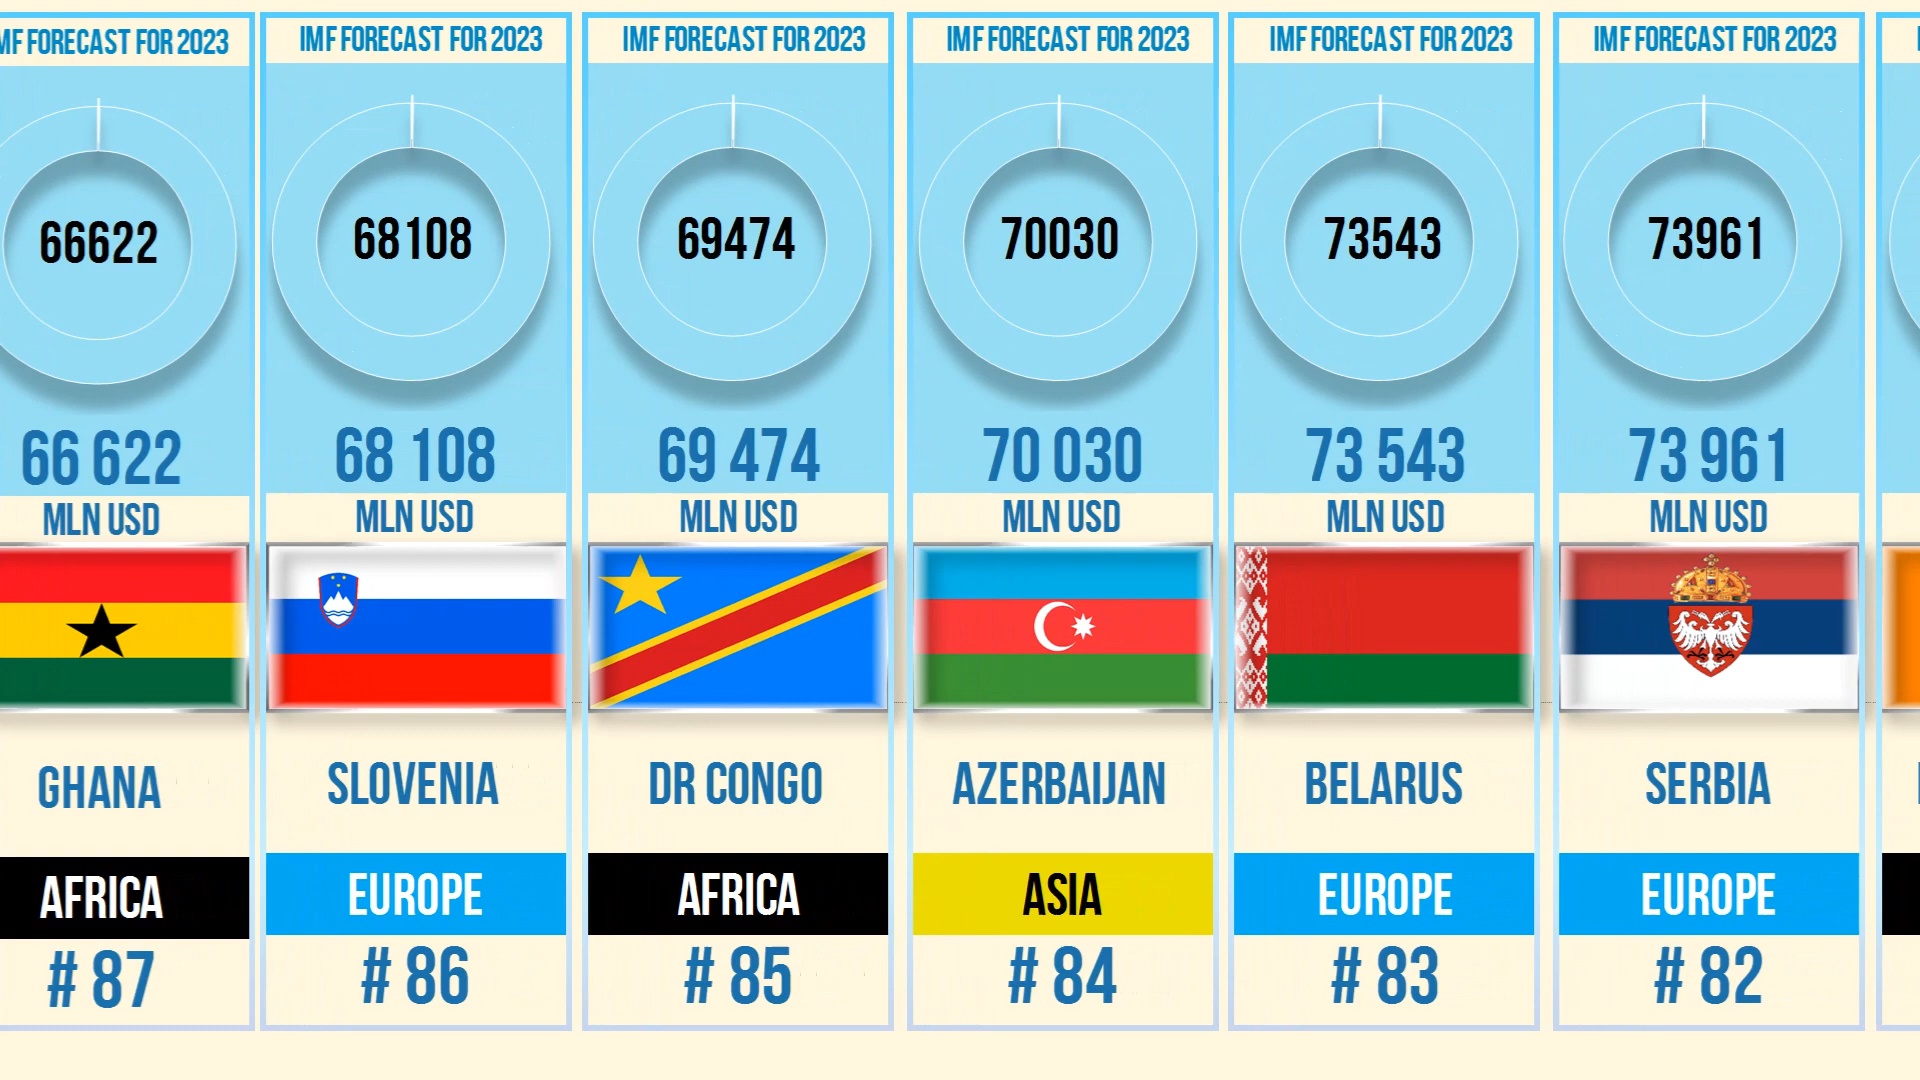 MF FORECAST FOR 2023
66622
66 622
MLN USD
GHANA
AFRICA
# 87
IMF FORECAST FOR 2023
68108
68 108
MLN USD
SLOVENIA
EUROPE
# 86
IMF FORECAST FOR 2023
69474
69 474
MLN USD
DR CONGO
AFRICA
# 85
IMF FORECAST FOR 2023
70030
70 030
MLN USD
AZERBAIJAN
ASIA
# 84
IMF FORECAST FOR 2023
73543
73 543
MLN USD
BELARUS
EUROPE
# 83
IMF FORECAST FOR 2023
73961
73 961
MLN USD
SERBIA
EUROPE
# 82